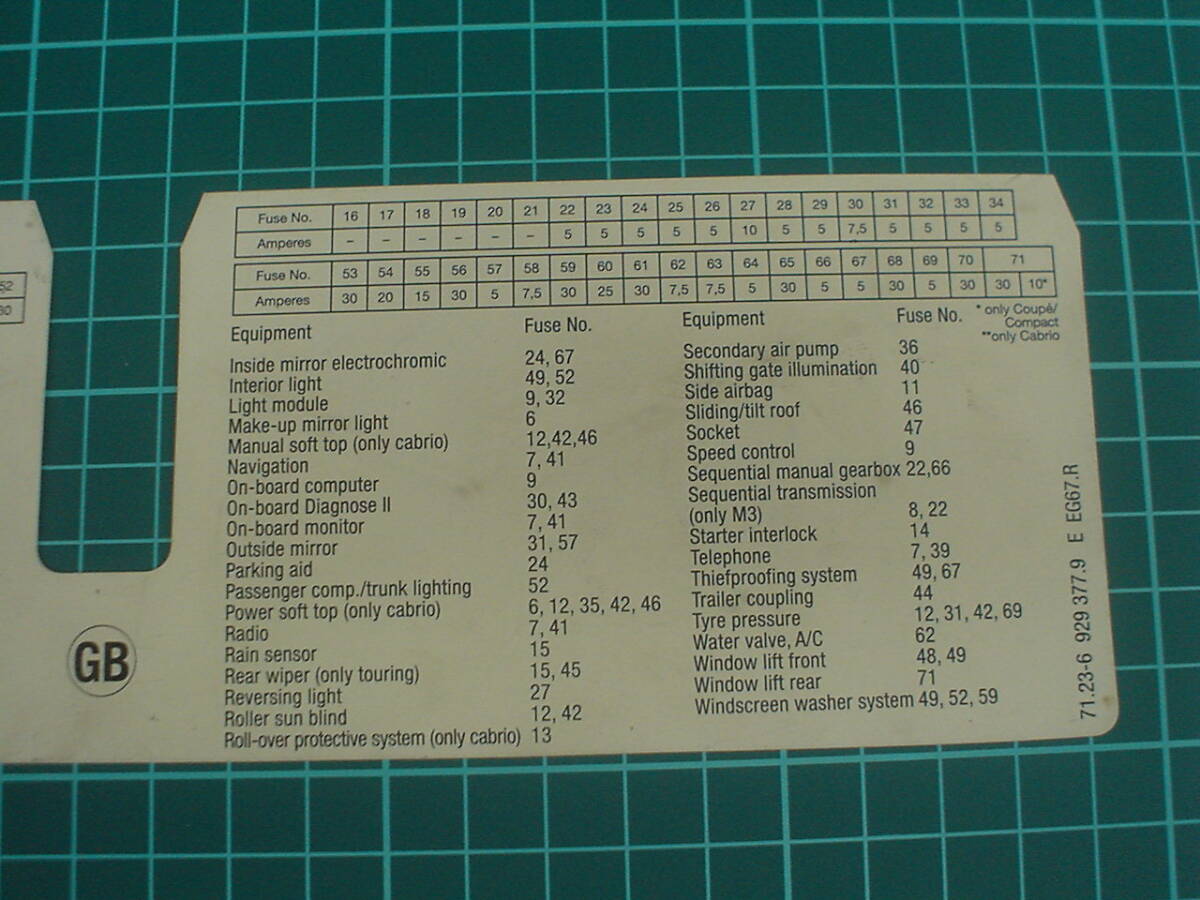 52
30
Fuse No. 16 17 18 19 20 21 22 23 24 25 26 27 28 29 30 31 32 33 34
Amperes – – – – – – 5 5 5 5 5 10 5 5 7,5 5 5 5 5
Fuse No. 53 54 55 56 57 58 59 60 61 62 63 64 65 66 67 68 69 70 71
Amperes 30 20 15 30 5 7,5 30 25 30 7,5 7,5 5 30 5 5 30 5 30 30 10*
Equipment Fuse No.
Inside mirror electrochromic 24, 67
Interior light 49, 52
Light module 9, 32
Make-up mirror light 6
Manual soft top (only cabrio) 12,42,46
Navigation 7, 41
On-board computer 9
On-board Diagnose II 30, 43
On-board monitor 7, 41
Outside mirror 31, 57
Parking aid 24
Passenger comp./trunk lighting 52
Power soft top (only cabrio) 6, 12, 35, 42, 46
Radio 7, 41
Rain sensor 15
Rear wiper (only touring) 15, 45
Reversing light 27
Roller sun blind 12, 42
Roll-over protective system (only cabrio) 13
Equipment Fuse No.
* only Coupé/
Compact
**only Cabrio
Secondary air pump 36
Shifting gate illumination 40
Side airbag 11
Sliding/tilt roof 46
Socket 47
Speed control 9
Sequential manual gearbox 22,66
Sequential transmission
(only M3) 8, 22
Starter interlock 14
Telephone 7, 39
Thiefproofing system 49, 67
Trailer coupling 44
Tyre pressure 12, 31, 42, 69
Water valve, A/C 62
Window lift front 48, 49
Window lift rear 71
Windscreen washer system 49, 52, 59
GB
71.23-6 929 377.9 E EG67.R